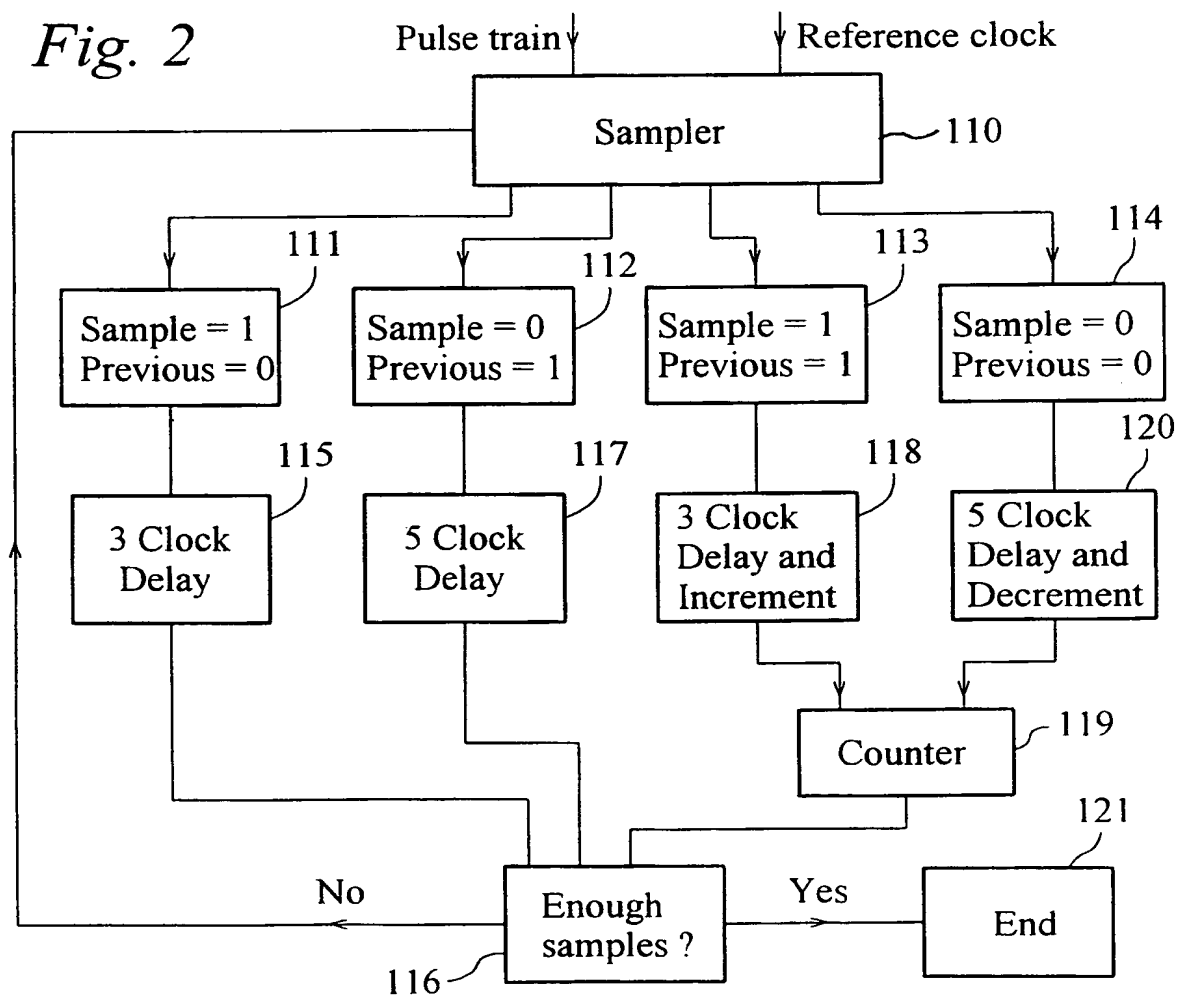 Fig. 2
Pulse train
Reference clock
Sampler
110
111
112
113
114
Sample = 1
Previous = 0
Sample = 0
Previous = 1
Sample = 1
Previous = 1
Sample = 0
Previous = 0
115
117
118
120
3 Clock
Delay
5 Clock
Delay
3 Clock
Delay and
Increment
5 Clock
Delay and
Decrement
Counter
119
121
No
Enough
samples ?
Yes
End
116